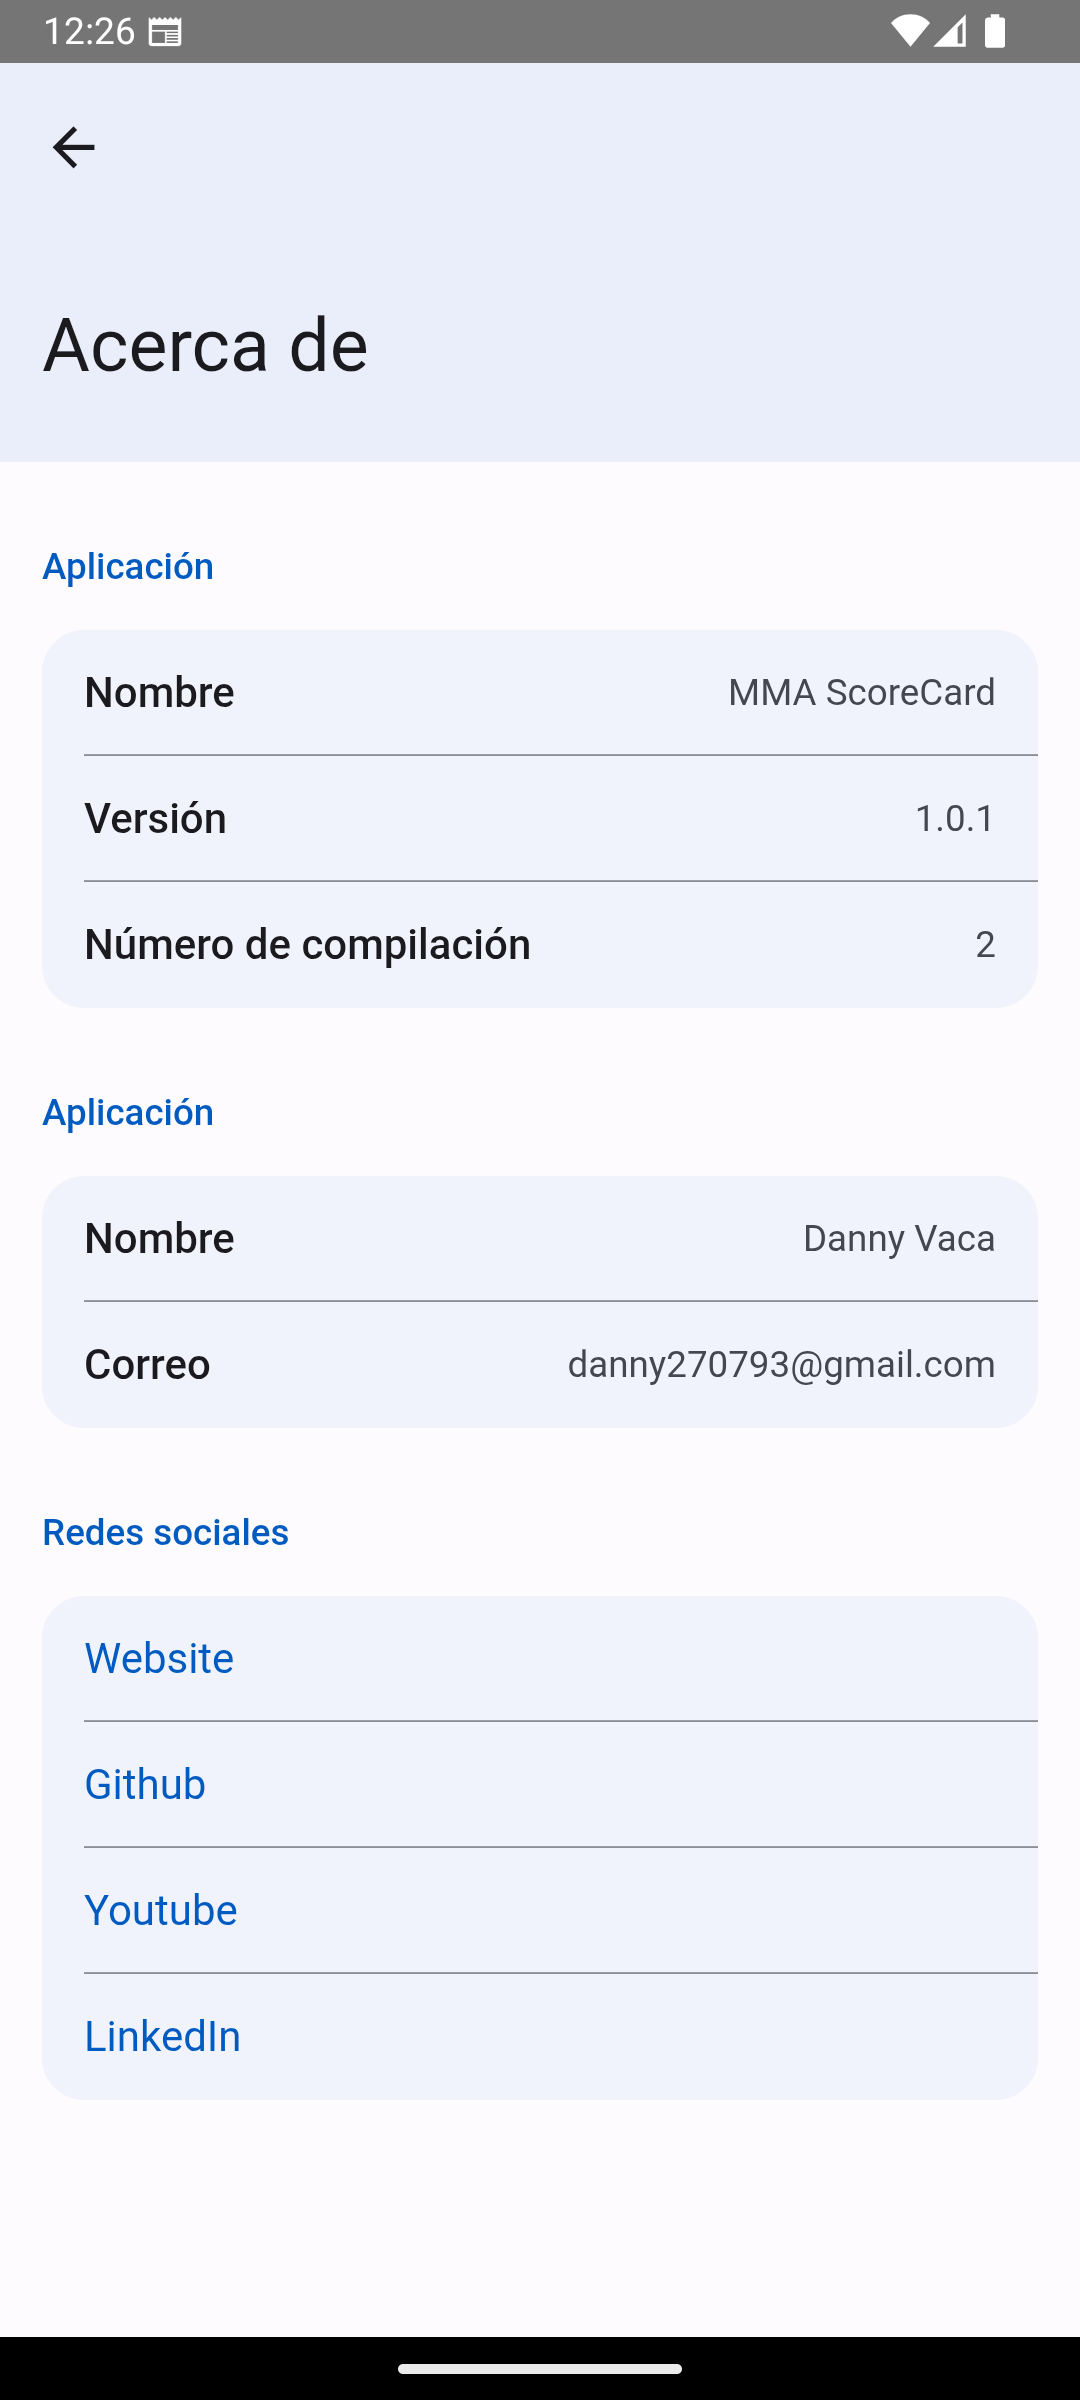 12:26
Acerca de
Aplicación
Nombre MMA ScoreCard
Versión 1.0.1
Número de compilación 2
Aplicación
Nombre Danny Vaca
Correo danny270793@gmail.com
Redes sociales
Website
Github
Youtube
LinkedIn